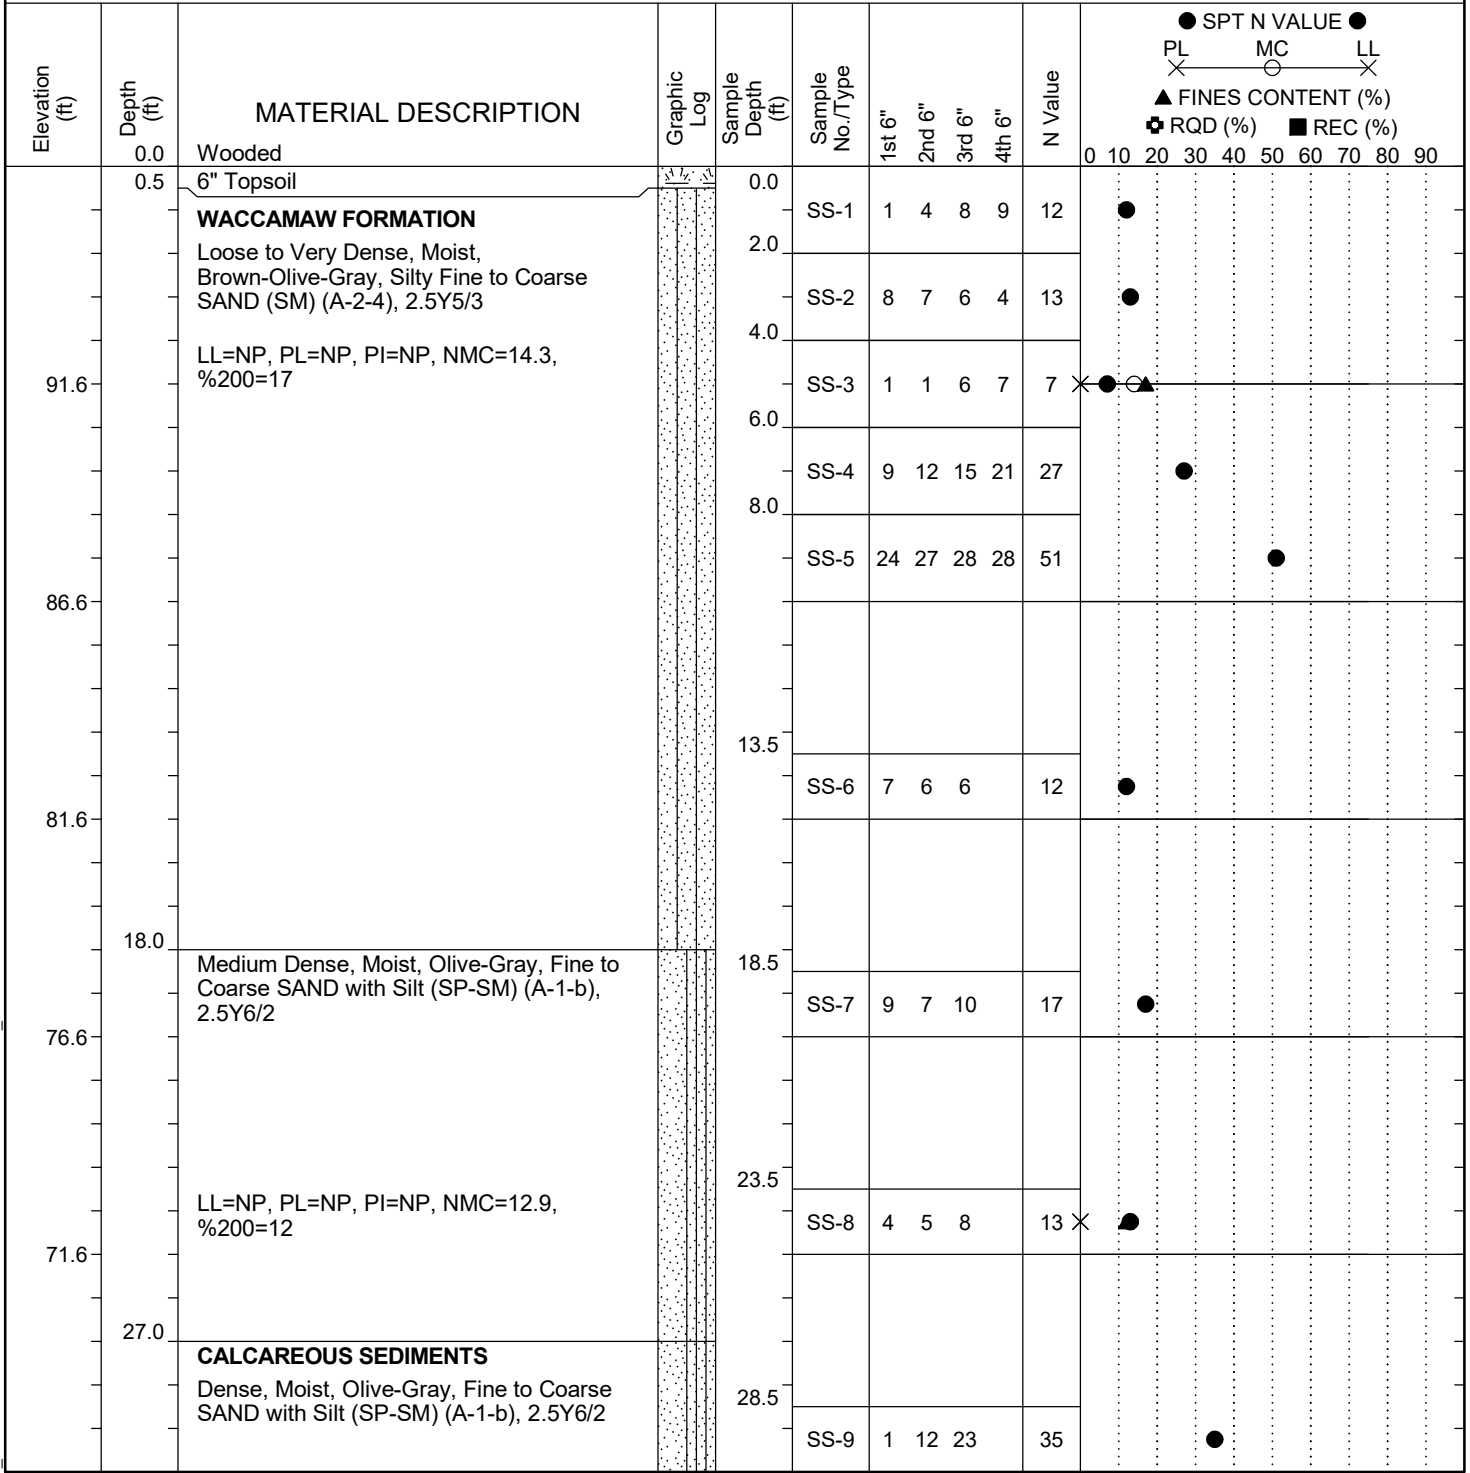 ● SPT N VALUE ●
PL MC LL
▲ FINES CONTENT (%)
RQD (%) ■ REC (%)
Elevation (ft)
Depth (ft)
MATERIAL DESCRIPTION
Graphic Log
Sample Depth (ft)
Sample No./Type
1st 6"
2nd 6"
3rd 6"
4th 6"
N Value
0 10 20 30 40 50 60 70 80 90
0.0 Wooded
0.5 6" Topsoil 0.0
WACCAMAW FORMATION
SS-1 1 4 8 9 12
Loose to Very Dense, Moist, 2.0
Brown-Olive-Gray, Silty Fine to Coarse
SAND (SM) (A-2-4), 2.5Y5/3
SS-2 8 7 6 4 13
4.0
LL=NP, PL=NP, PI=NP, NMC=14.3,
%200=17
91.6 SS-3 1 1 6 7 7
6.0
SS-4 9 12 15 21 27
8.0
SS-5 24 27 28 28 51
86.6
13.5
SS-6 7 6 6 12
81.6
18.0
Medium Dense, Moist, Olive-Gray, Fine to 18.5
Coarse SAND with Silt (SP-SM) (A-1-b),
2.5Y6/2
SS-7 9 7 10 17
76.6
23.5
LL=NP, PL=NP, PI=NP, NMC=12.9,
%200=12
SS-8 4 5 8 13
71.6
27.0
CALCAREOUS SEDIMENTS
Dense, Moist, Olive-Gray, Fine to Coarse 28.5
SAND with Silt (SP-SM) (A-1-b), 2.5Y6/2
SS-9 1 12 23 35